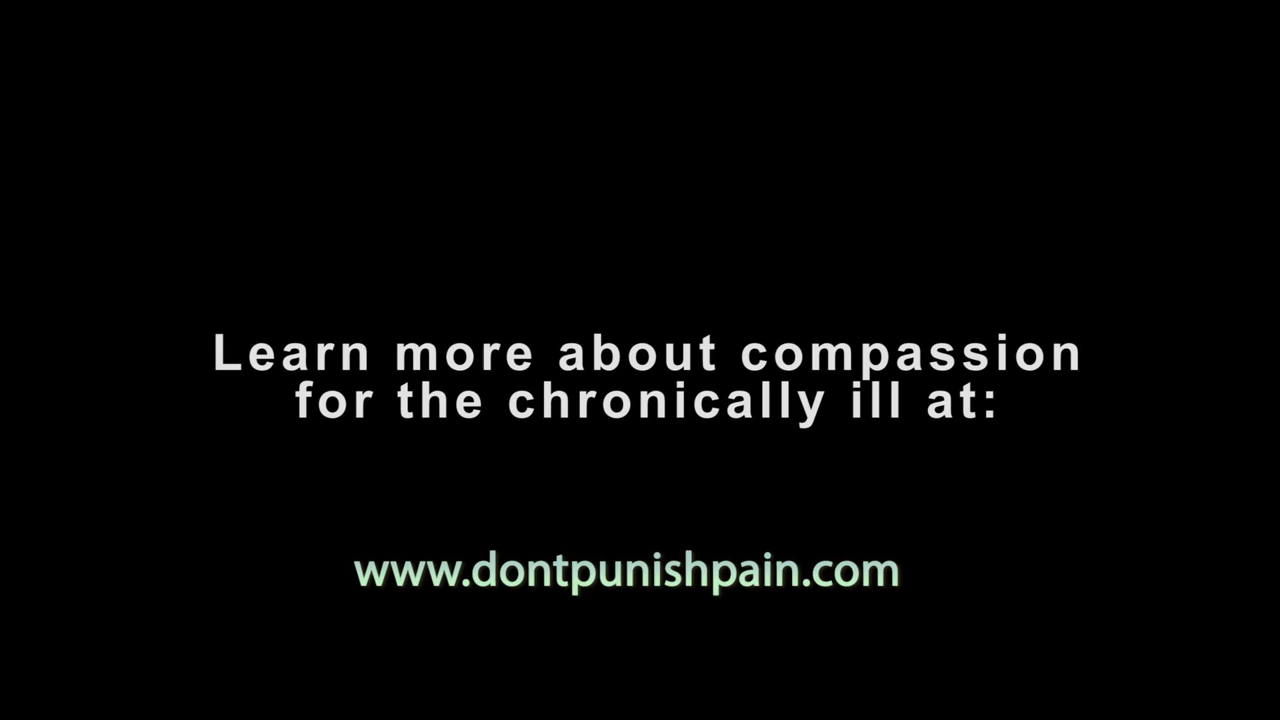 Learn more about compassion
for the chronically ill at:
www.dontpunishpain.com